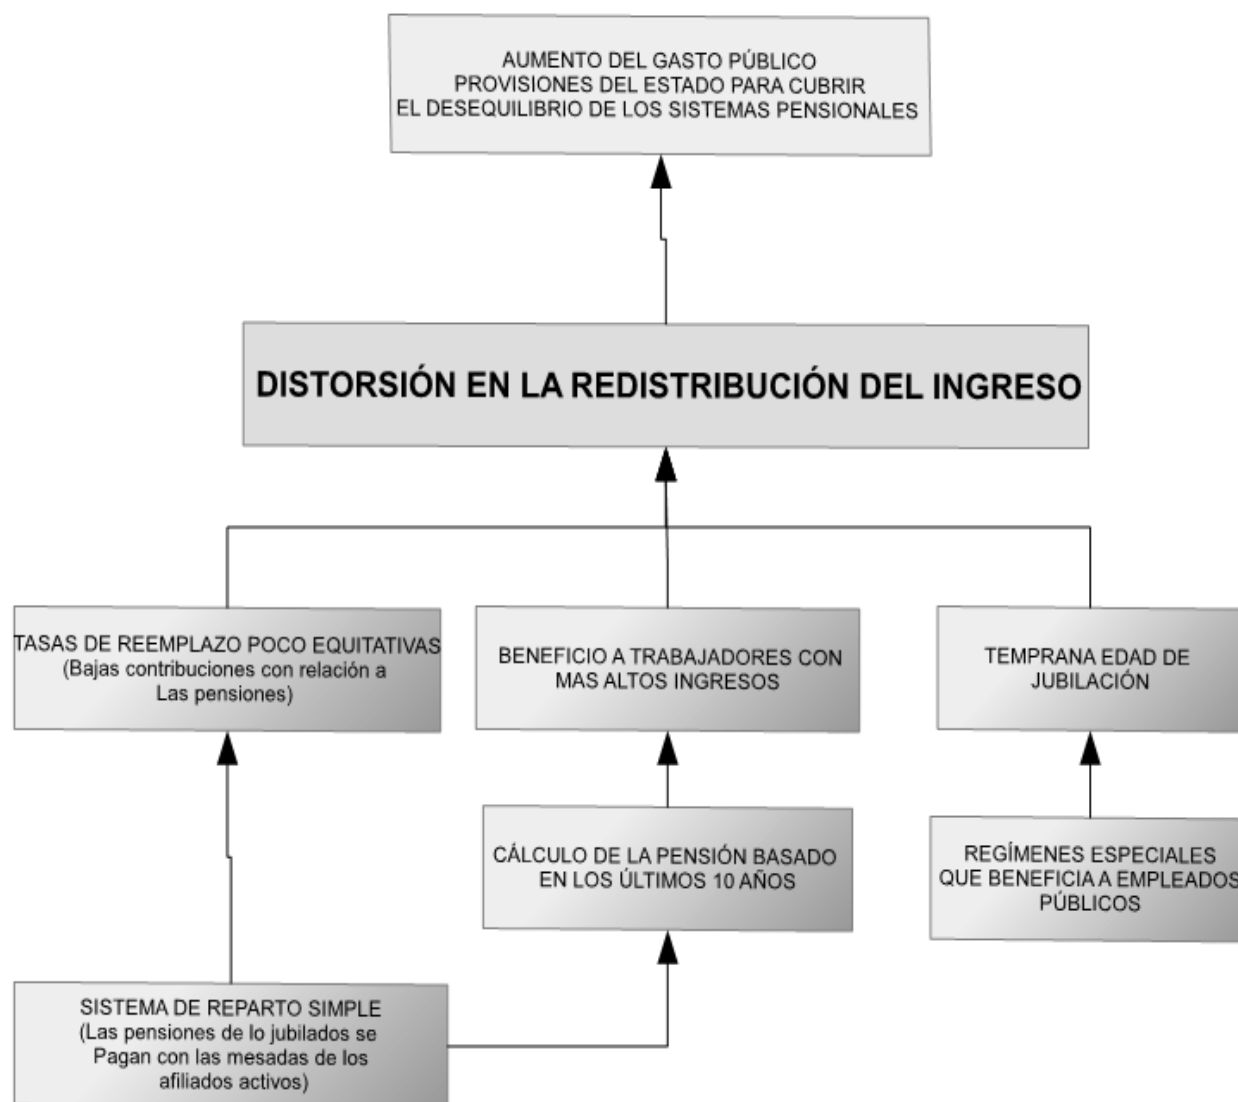 AUMENTO DEL GASTO PÚBLICO
PROVISIONES DEL ESTADO PARA CUBRIR
EL DESEQUILIBRIO DE LOS SISTEMAS PENSIONALES
DISTORSIÓN EN LA REDISTRIBUCIÓN DEL INGRESO
TASAS DE REEMPLAZO POCO EQUITATIVAS
(Bajas contribuciones con relación a
Las pensiones)
BENEFICIO A TRABAJADORES CON
MAS ALTOS INGRESOS
TEMPRANA EDAD DE
JUBILACIÓN
CÁLCULO DE LA PENSIÓN BASADO
EN LOS ÚLTIMOS 10 AÑOS
REGÍMENES ESPECIALES
QUE BENEFICIA A EMPLEADOS
PÚBLICOS
SISTEMA DE REPARTO SIMPLE
(Las pensiones de lo jubilados se
Pagan con las mesadas de los
afiliados activos)